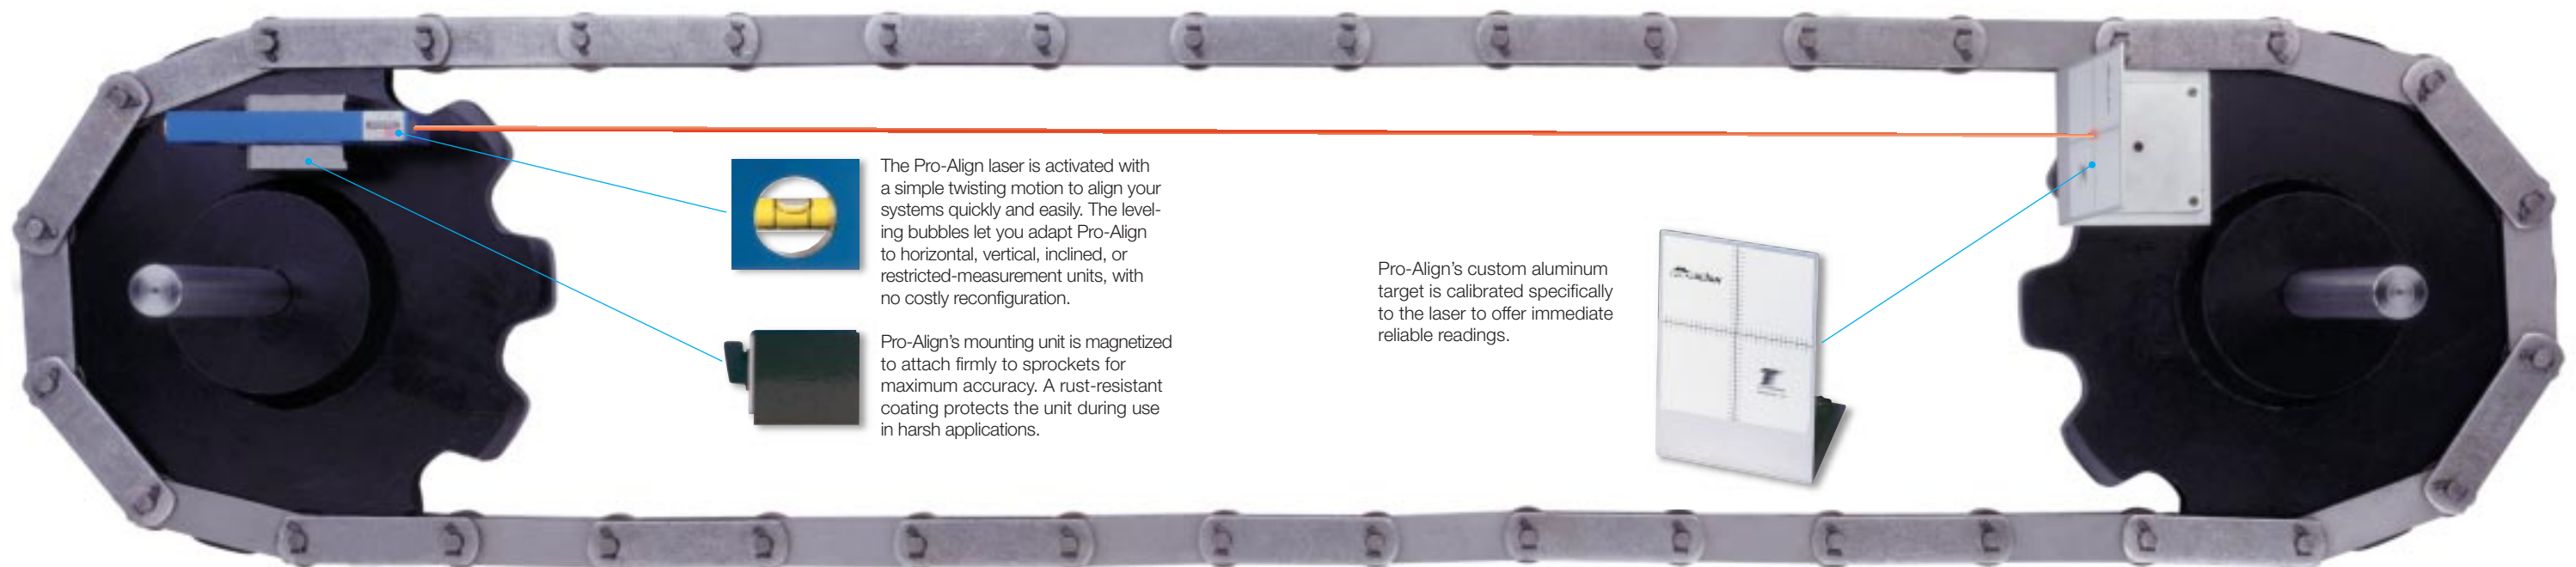 The Pro-Align laser is activated with
a simple twisting motion to align your
systems quickly and easily. The level-
ing bubbles let you adapt Pro-Align
to horizontal, vertical, inclined, or
restricted-measurement units, with
no costly reconfiguration.
Pro-Align's mounting unit is magnetized
to attach firmly to sprockets for
maximum accuracy. A rust-resistant
coating protects the unit during use
in harsh applications.
Pro-Align's custom aluminum
target is calibrated specifically
to the laser to offer immediate
reliable readings.